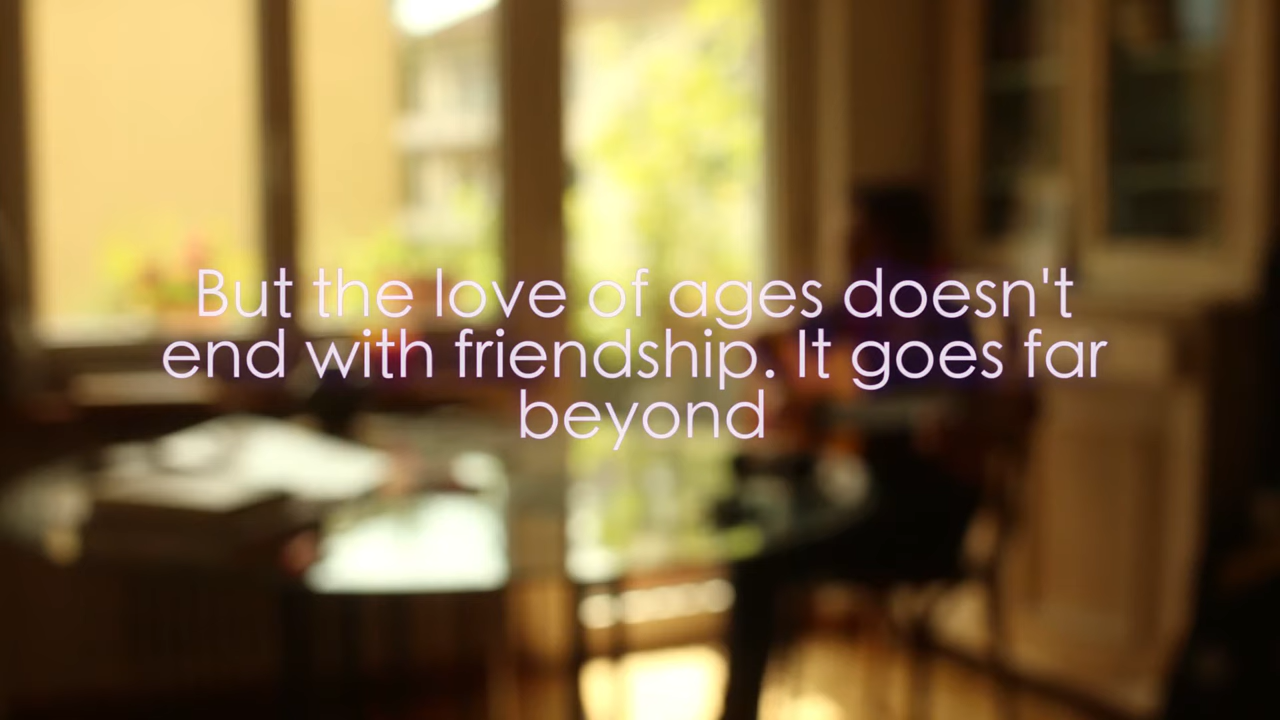 But the love of ages doesn't
end with friendship. It goes far
beyond